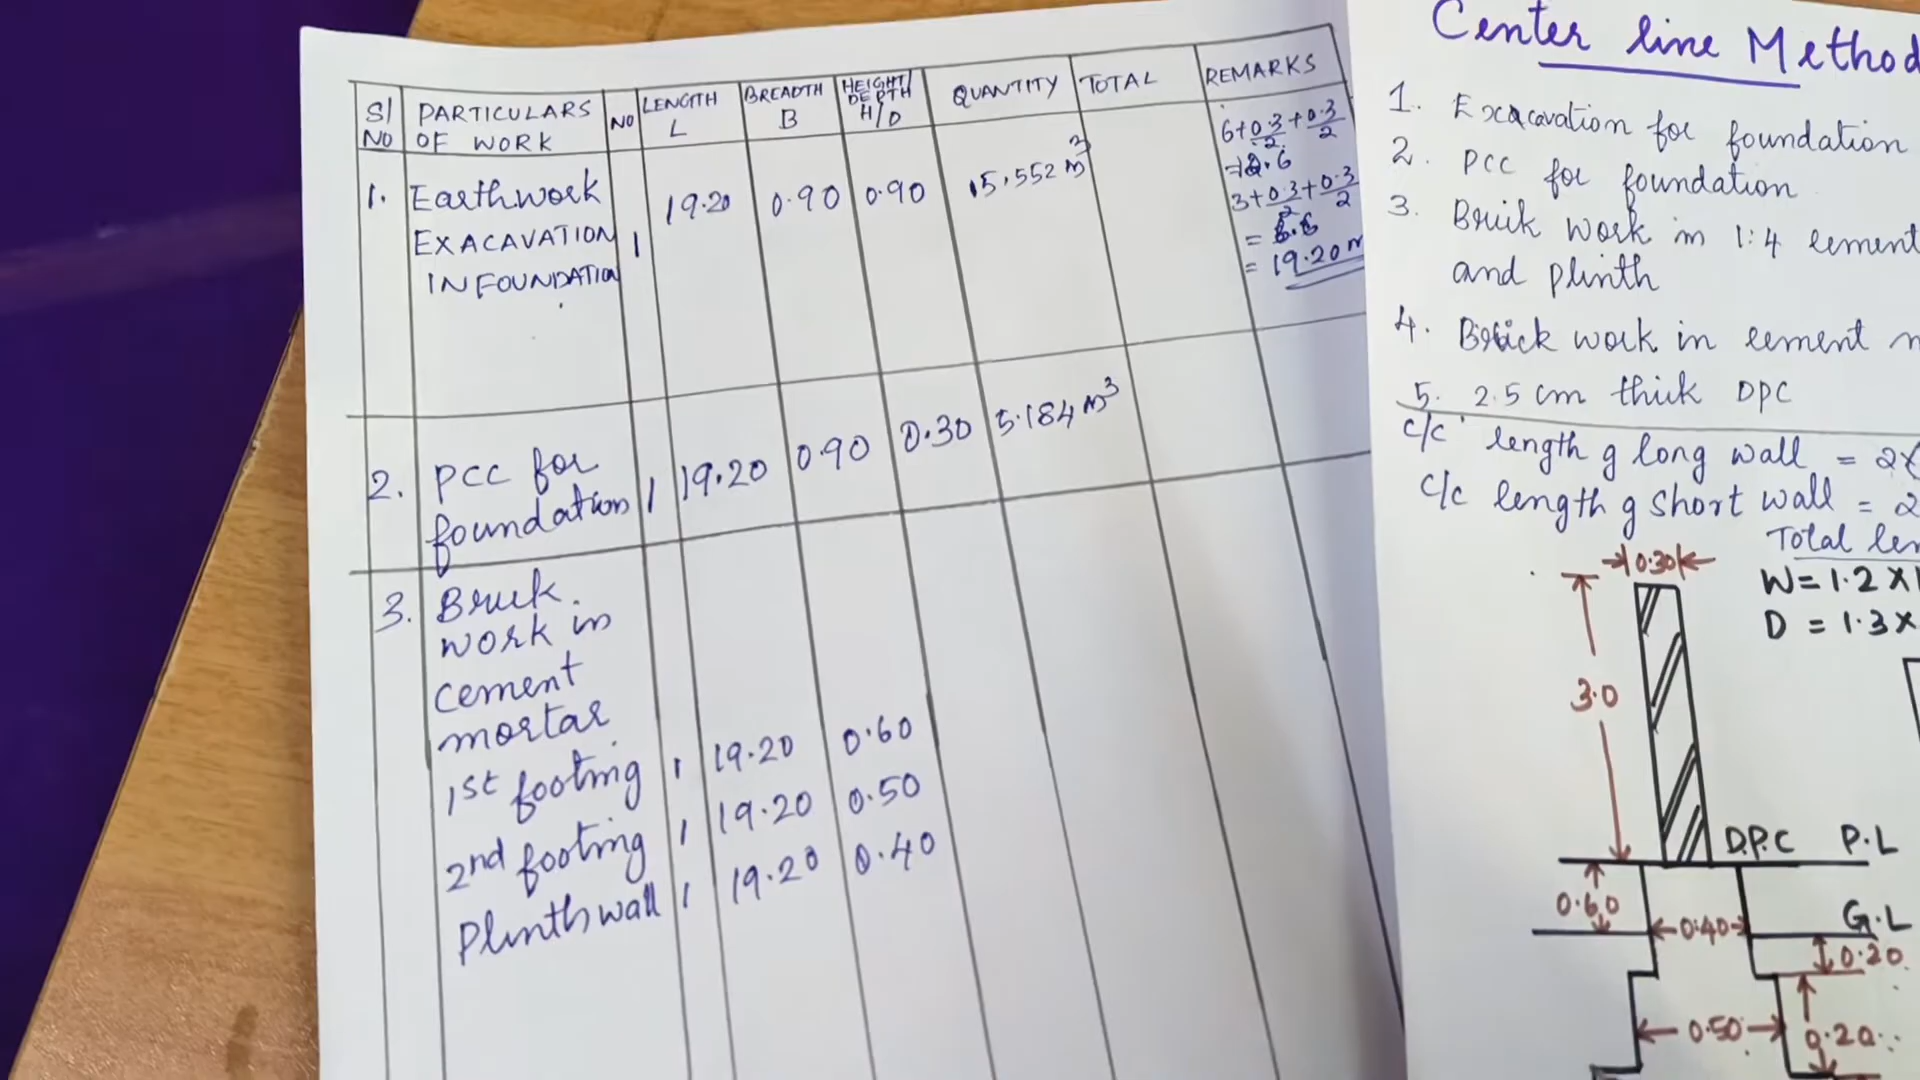 SI NO
PARTICULARS OF WORK
NO
LENGTH L
BREADTH B
HEIGHT/ DEPTH H/D
QUANTITY
TOTAL
REMARKS
1.
Earthwork
EXACAVATION
IN FOUNDATION
1
19.20
0.90
0.90
15.552 m³
6+0.3/2+0.3/2
3+0.3/2+0.3/2
= 19.20m
2.
PCC for
foundation
1
19.20
0.90
0.30
5.184 m³
3.
Brick
work in
cement
mortar
1st footing 1 19.20 0.60
2nd footing 1 19.20 0.50
Plinth wall 1 19.20 0.40
Center line Method
1. Exacavation for foundation
2. PCC for foundation
3. Brick work in 1:4 cement
and plinth
4. Brick work in cement
5. 2.5 cm thick DPC
c/c length of long wall = 2(
c/c length of short wall = 2
Total len
W = 1.2 x
D = 1.3 x
0.30
3.0
D.P.C P.L
0.60
0.40
G.L
0.20
0.50
0.20